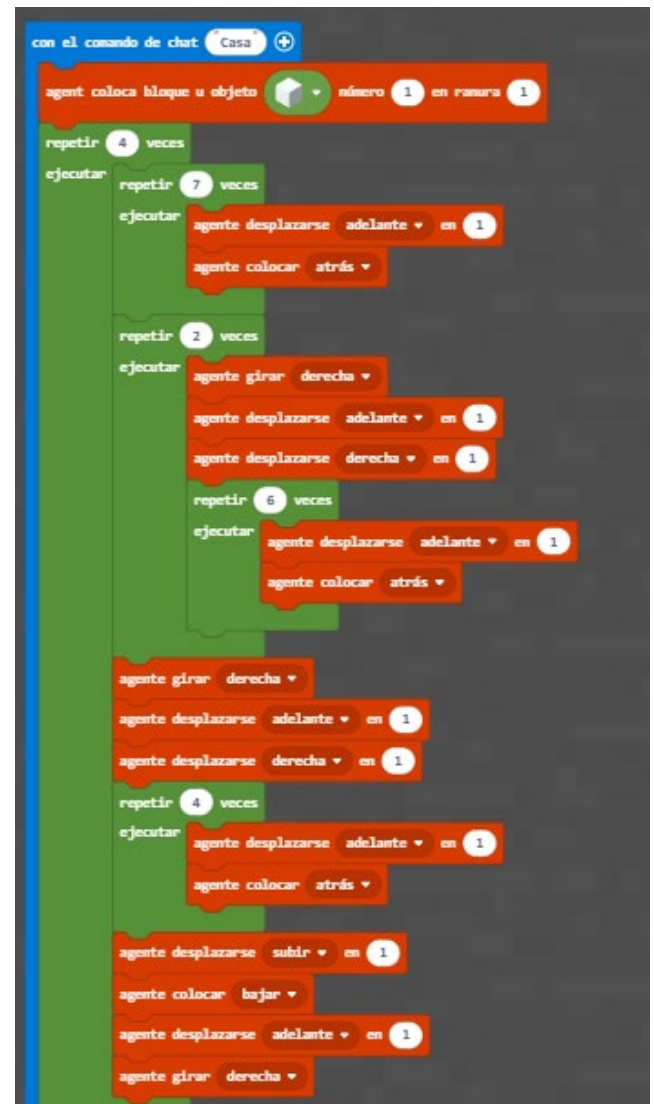 con el comando de chat "Casa"
agent coloca bloque u objeto número 1 en ranura 1
repetir 4 veces
ejecutar
repetir 7 veces
ejecutar
agente desplazarse adelante en 1
agente colocar atrás
repetir 2 veces
ejecutar
agente girar derecha
agente desplazarse adelante en 1
agente desplazarse derecha en 1
repetir 6 veces
ejecutar
agente desplazarse adelante en 1
agente colocar atrás
agente girar derecha
agente desplazarse adelante en 1
agente desplazarse derecha en 1
repetir 4 veces
ejecutar
agente desplazarse adelante en 1
agente colocar atrás
agente desplazarse subir en 1
agente colocar bajar
agente desplazarse adelante en 1
agente girar derecha